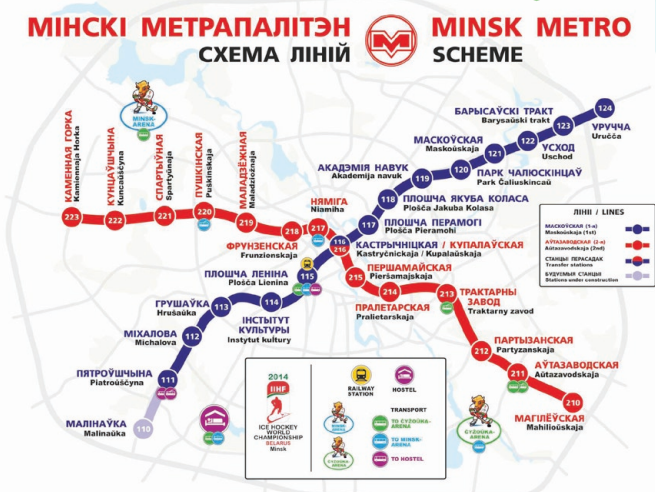 МІНСКІ МЕТРАПАЛІТЭН
MINSK METRO
СХЕМА ЛІНІЙ
SCHEME
КАМЕННАЯ ГОРКА
Kamiennaja Horka
КУНЦАЎШЧЫНА
Kuncaŭščyna
СПАРТЫЎНАЯ
Spartyŭnaja
ПУШКІНСКАЯ
Puškinskaja
МАЛАДЗЁЖНАЯ
Maladziožnaja
MINSK-
ARENA
223
222
221
220
219
218
217
ФРУНЗЕНСКАЯ
Frunzienskaja
НЯМІГА
Niamiha
БАРЫСАЎСКІ ТРАКТ
Barysaŭski trakt
124
УРУЧЧА
Uručča
123
УСХОД
Uschod
122
МАСКОЎСКАЯ
Maskoŭskaja
121
ПАРК ЧАЛЮСКІНЦАЎ
Park Čaliuskincaŭ
120
АКАДЭМІЯ НАВУК
Akademija navuk
119
118
ПЛОШЧА ЯКУБА КОЛАСА
Plošča Jakuba Kolasa
117
ПЛОШЧА ПЕРАМОГІ
Plošča Pieramohi
116
216
КАСТРЫЧНІЦКАЯ / КУПАЛАЎСКАЯ
Kastryčnickaja / Kupalaŭskaja
ПЛОШЧА ЛЕНІНА
Plošča Lienina
115
215
ПЕРШАМАЙСКАЯ
Pieršamajskaja
214
ПРАЛЕТАРСКАЯ
Pralietarskaja
213
ТРАКТАРНЫ
ЗАВОД
Traktarny zavod
212
ПАРТЫЗАНСКАЯ
Partyzanskaja
211
АЎТАЗАВОДСКАЯ
Aŭtazavodskaja
210
МАГІЛЁЎСКАЯ
Mahilioŭskaja
114
ІНСТЫТУТ
КУЛЬТУРЫ
Instytut kultury
113
ГРУШАЎКА
Hrušaŭka
112
МІХАЛОВА
Michalova
111
ПЯТРОЎШЧЫНА
Piatroŭščyna
110
МАЛІНАЎКА
Malinaŭka
ЛІНІІ / LINES
МАСКОЎСКАЯ (1-я)
Maskoŭskaja (1st)
АЎТАЗАВОДСКАЯ (2-я)
Aŭtazavodskaja (2nd)
СТАНЦЫІ ПЕРАСАДАК
Transfer stations
БУДУЕМЫЯ СТАНЦЫІ
Stations under construction
2014
IIHF
ICE HOCKEY
WORLD
CHAMPIONSHIP
BELARUS
Minsk
RAILWAY
STATION
HOSTEL
TRANSPORT
TO ČYŽOŬKA-
ARENA
TO MINSK-
ARENA
TO HOSTEL
MINSK-
ARENA
ČYŽOŬKA-
ARENA
ČYŽOŬKA-
ARENA